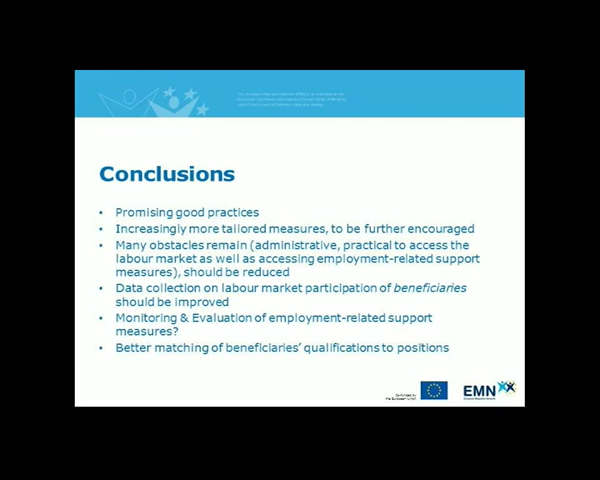 Conclusions
• Promising good practices
• Increasingly more tailored measures, to be further encouraged
• Many obstacles remain (administrative, practical to access the
labour market as well as accessing employment-related support
measures), should be reduced
• Data collection on labour market participation of beneficiaries
should be improved
• Monitoring & Evaluation of employment-related support
measures?
• Better matching of beneficiaries' qualifications to positions
EMN